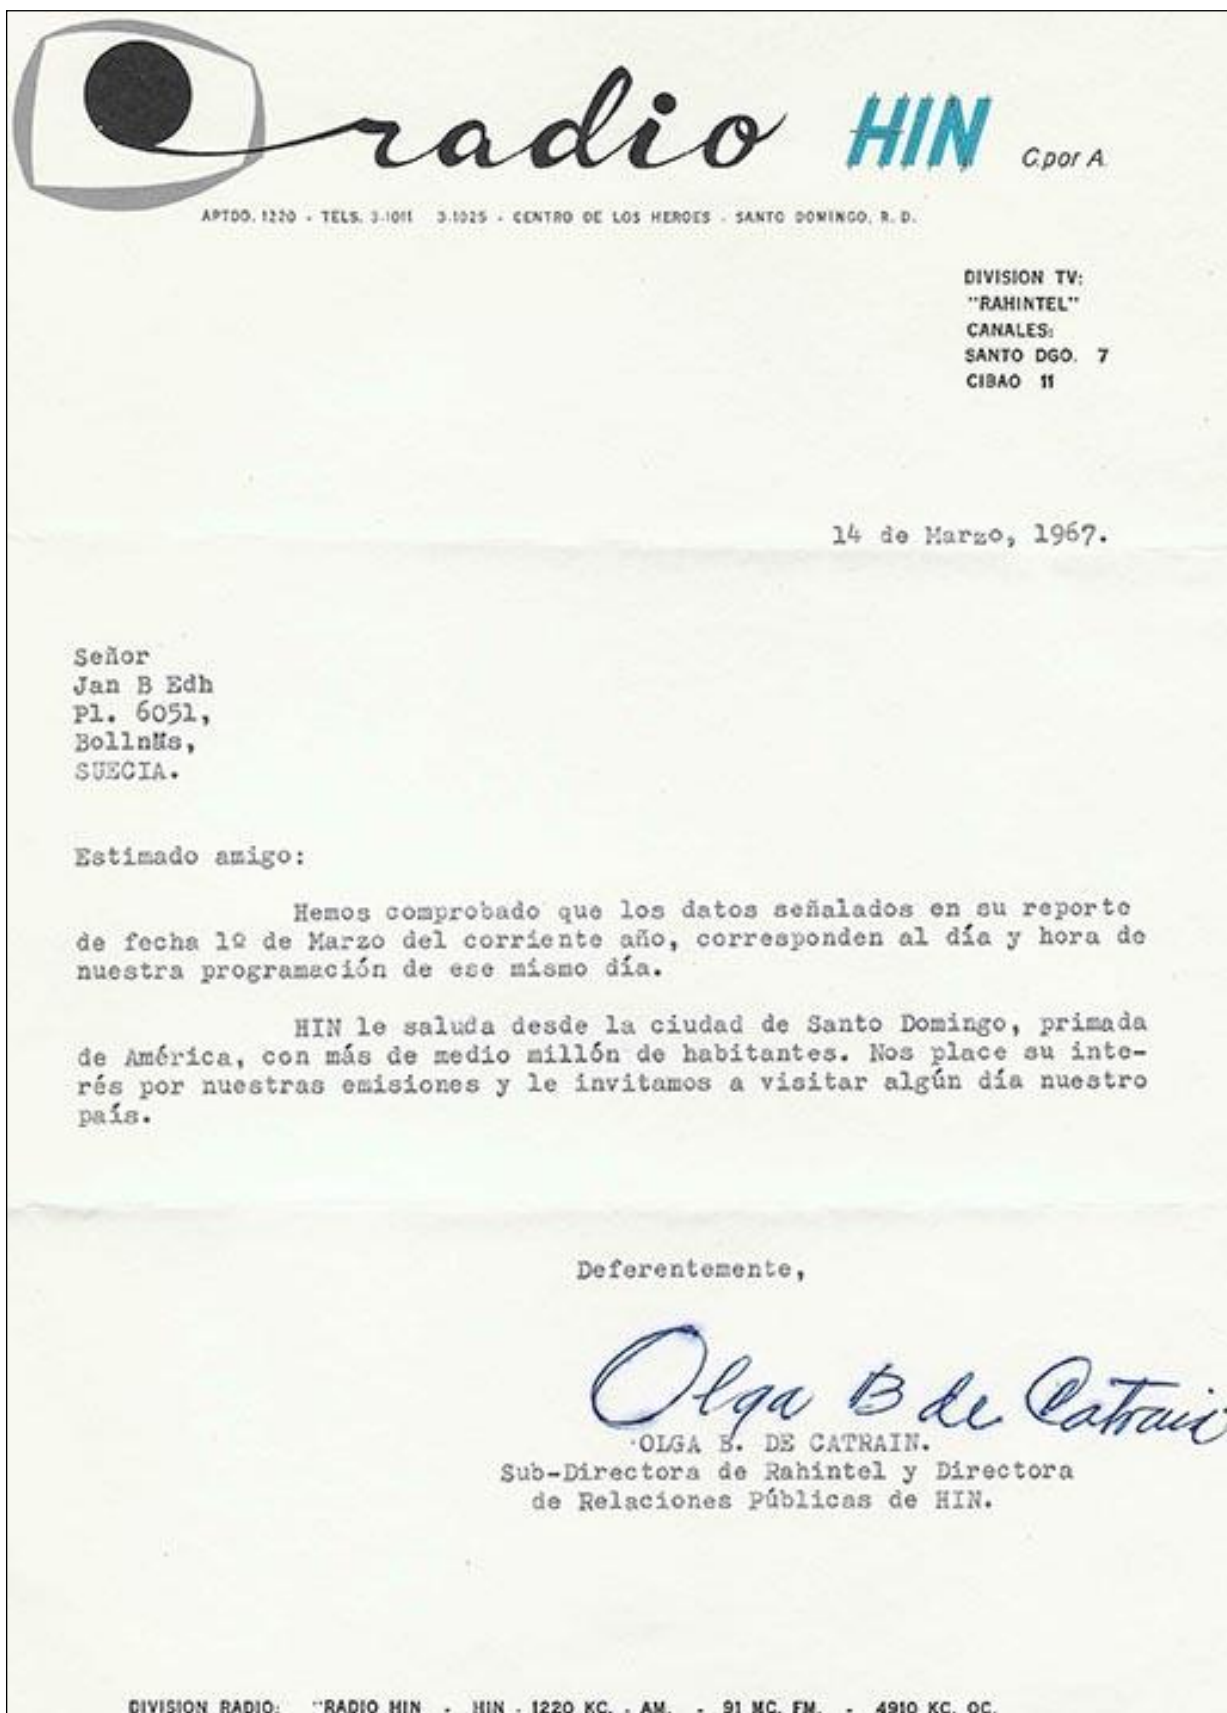 radio HIN C.por A.
APTDO. 1220 - TELS. 3-1011 3-1025 - CENTRO DE LOS HEROES - SANTO DOMINGO, R. D.
DIVISION TV:
"RAHINTEL"
CANALES:
SANTO DGO. 7
CIBAO 11
14 de Marzo, 1967.
Señor
Jan B Edh
Pl. 6051,
SUECIA.
Estimado amigo:
Hemos comprobado que los datos señalados en su reporte
de fecha 1º de Marzo del corriente año, corresponden al día y hora de
nuestra programación de ese mismo día.
HIN le saluda desde la ciudad de Santo Domingo, primada
de América, con más de medio millón de habitantes. Nos place su inte-
rés por nuestras emisiones y le invitamos a visitar algún día nuestro
país.
Deferentemente,
Olga B de Catrain
OLGA B. DE CATRAIN.
Sub-Directora de Rahintel y Directora
de Relaciones Públicas de HIN.
DIVISION RADIO: "RADIO HIN - HIN - 1220 KC. - AM. - 91 MC. FM. - 4910 KC. OC.